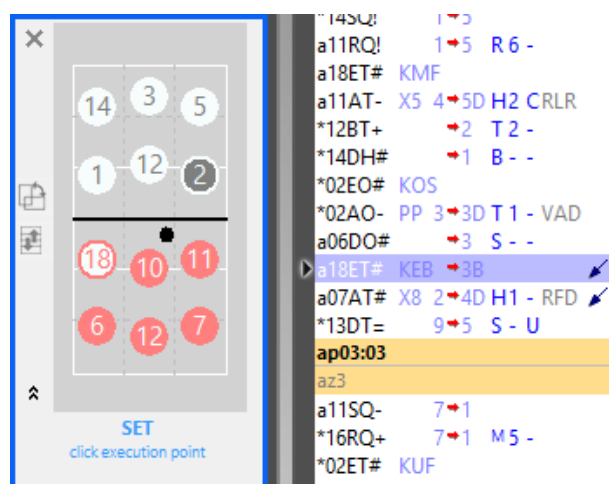 14 3 5
1 12 2
18 10 11
6 12 7
SET
click execution point
*14SQ! 1 5
a11RQ! 1 5 R 6 -
a18ET# KMF
a11AT- X5 4 5D H2 CRLR
*12BT+ 2 T 2 -
*14DH# 1 B - -
*02EO# KOS
*02AO- PP 3 3D T 1 - VAD
a06DO# 3 S - -
a18ET# KEB 3B
a07AT# X8 2 4D H1 - RFD
*13DT= 9 5 S - U
ap03:03
az3
a11SQ- 7 1
*16RQ+ 7 1 M 5 -
*02ET# KUF